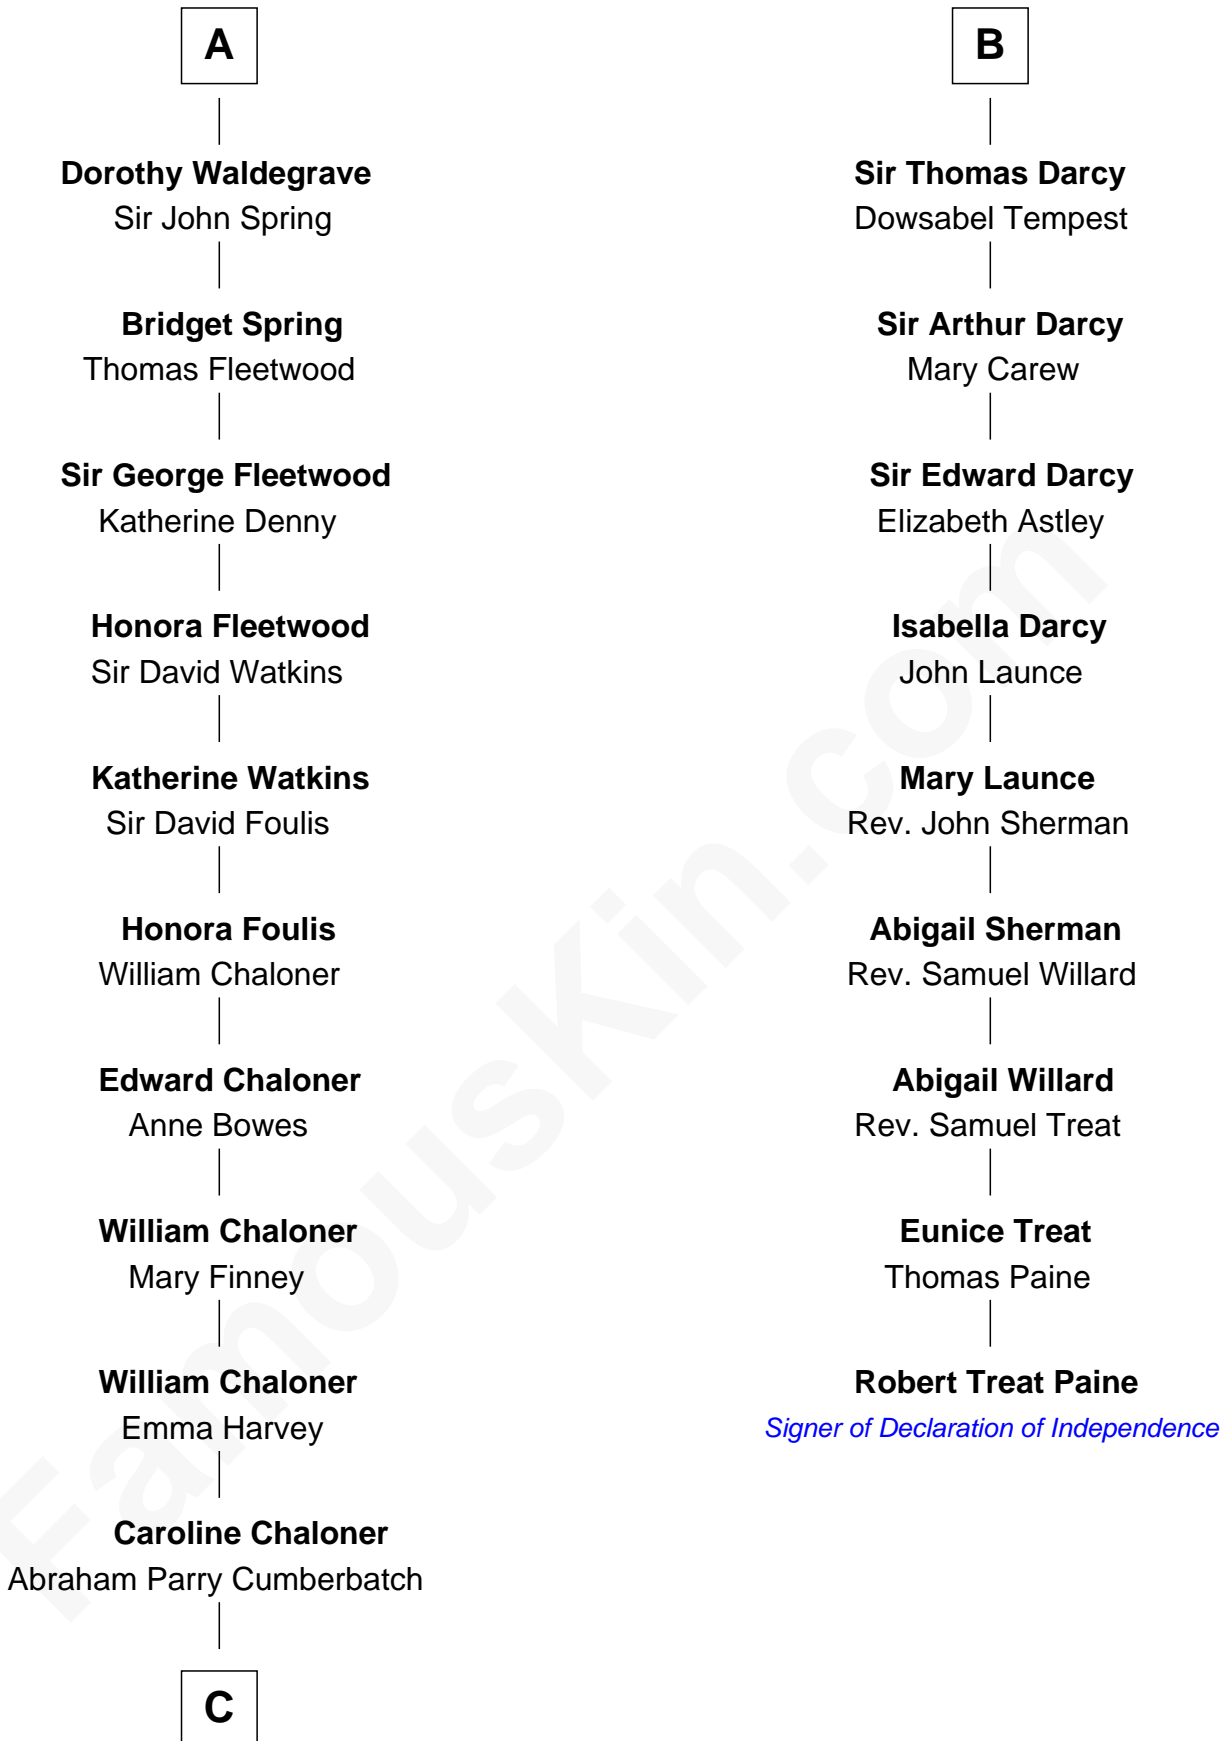 A
Dorothy Waldegrave
Sir John Spring
Bridget Spring
Thomas Fleetwood
Sir George Fleetwood
Katherine Denny
Honora Fleetwood
Sir David Watkins
Katherine Watkins
Sir David Foulis
Honora Foulis
William Chaloner
Edward Chaloner
Anne Bowes
William Chaloner
Mary Finney
William Chaloner
Emma Harvey
Caroline Chaloner
Abraham Parry Cumberbatch
C
B
Sir Thomas Darcy
Dowsabel Tempest
Sir Arthur Darcy
Mary Carew
Sir Edward Darcy
Elizabeth Astley
Isabella Darcy
John Launce
Mary Launce
Rev. John Sherman
Abigail Sherman
Rev. Samuel Willard
Abigail Willard
Rev. Samuel Treat
Eunice Treat
Thomas Paine
Robert Treat Paine
Signer of Declaration of Independence
FamousKin.com